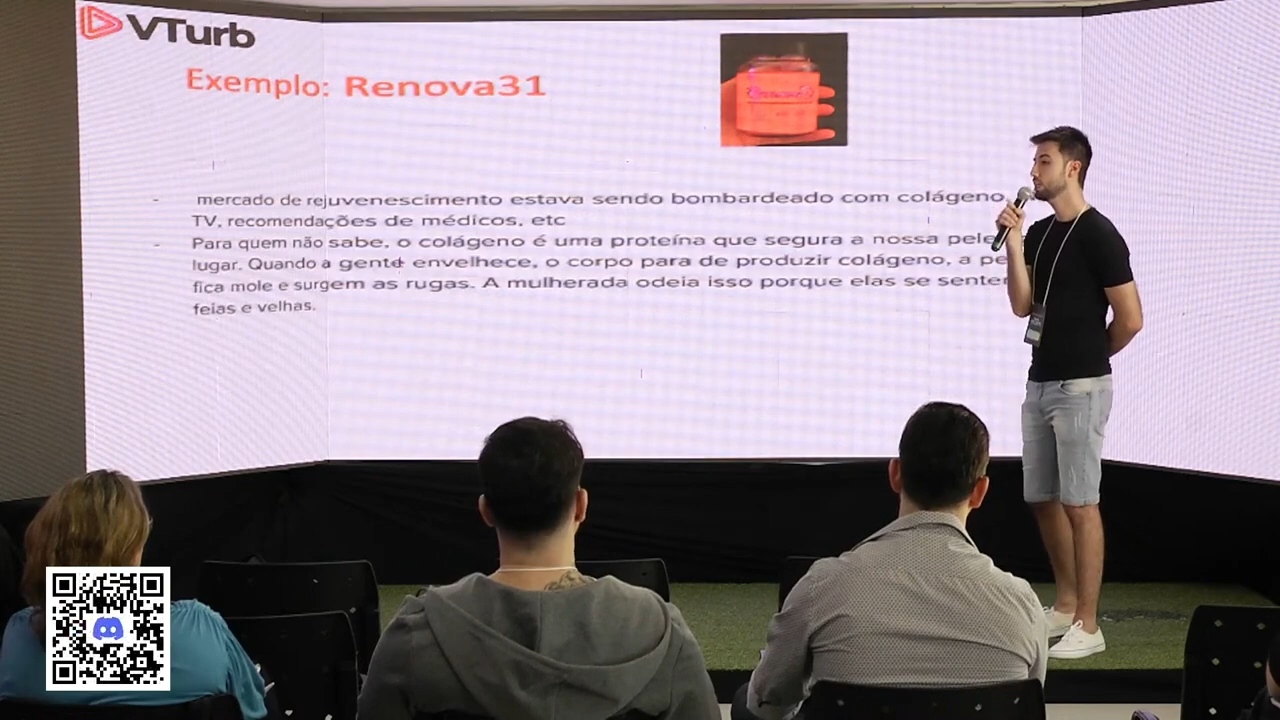 VTurb
Exemplo: Renova31
- mercado de rejuvenescimento estava sendo bombardeado com colágeno,
TV, recomendações de médicos, etc
- Para quem não sabe, o colágeno é uma proteína que segura a nossa pele
lugar. Quando a gente envelhece, o corpo para de produzir colágeno, a pe
fica mole e surgem as rugas. A mulherada odeia isso porque elas se sente
feias e velhas.